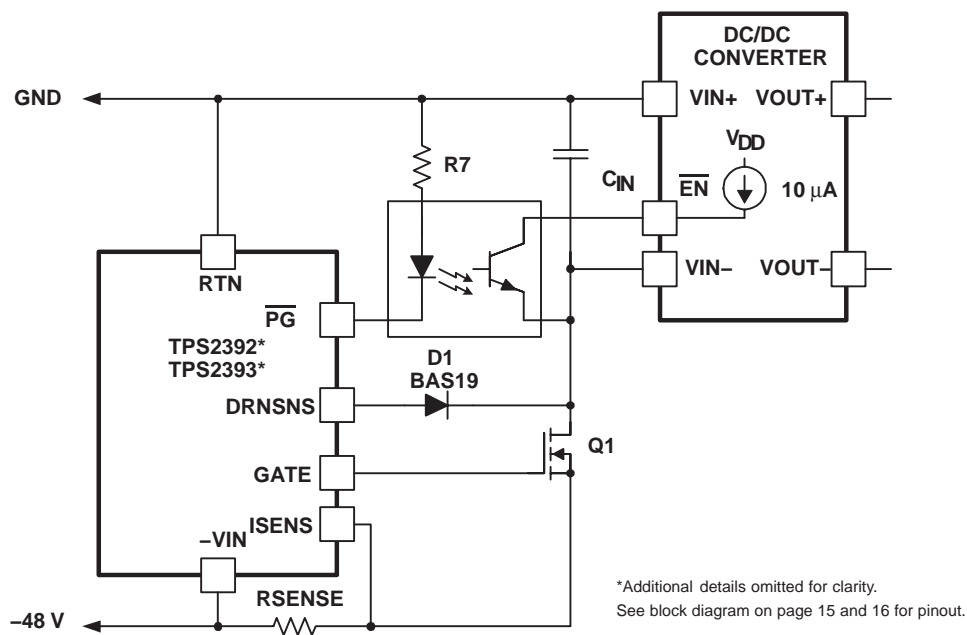 DC/DC
CONVERTER
GND
VIN+ VOUT+
VDD
R7
CIN
EN
10 μA
RTN
VIN– VOUT–
PG
TPS2392*
TPS2393*
D1
BAS19
DRNSNS
Q1
GATE
ISENS
–VIN
RSENSE
–48 V
*Additional details omitted for clarity.
See block diagram on page 15 and 16 for pinout.